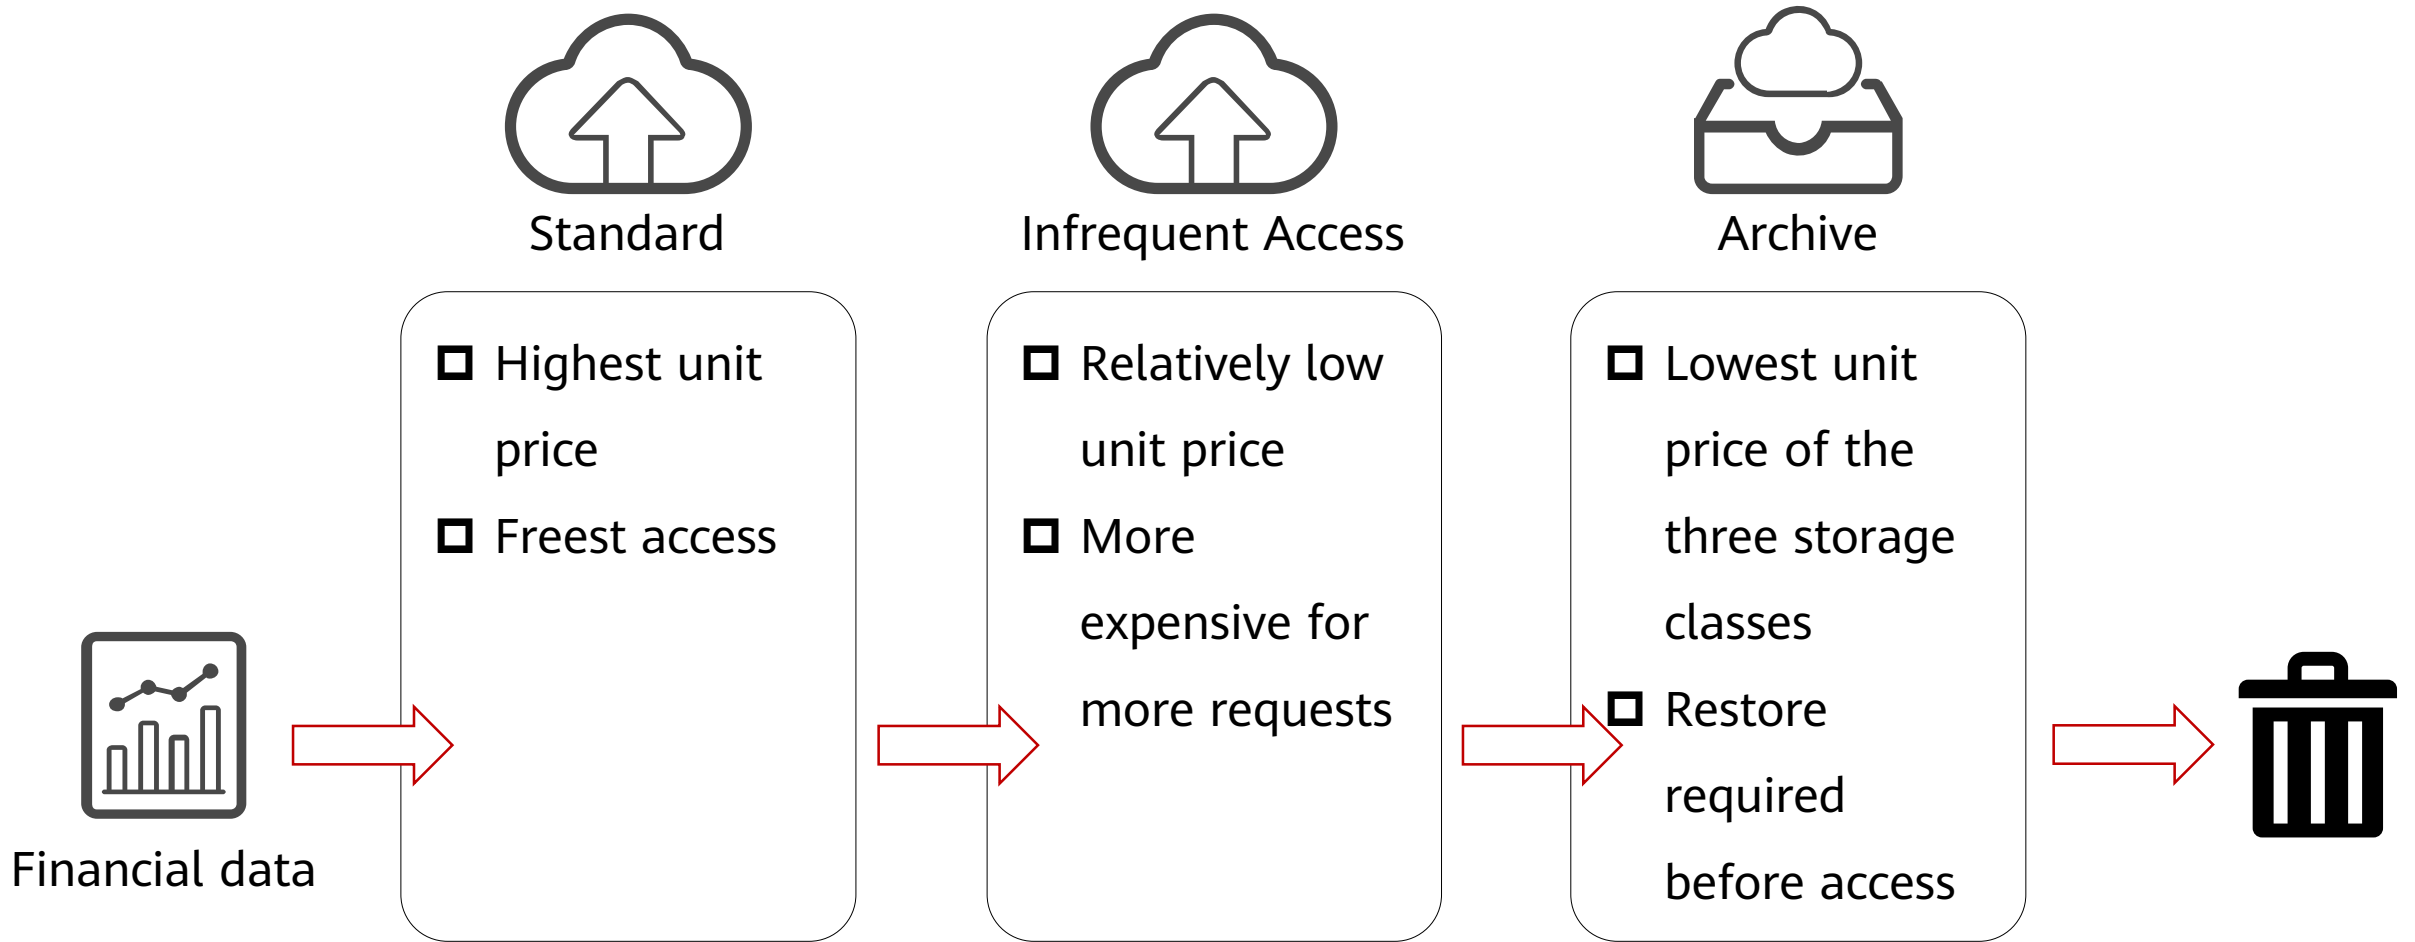 Standard
Infrequent Access
Archive
Highest unit
price
Freest access
Relatively low
unit price
More
expensive for
more requests
Lowest unit
price of the
three storage
classes
Restore
required
before access
Financial data